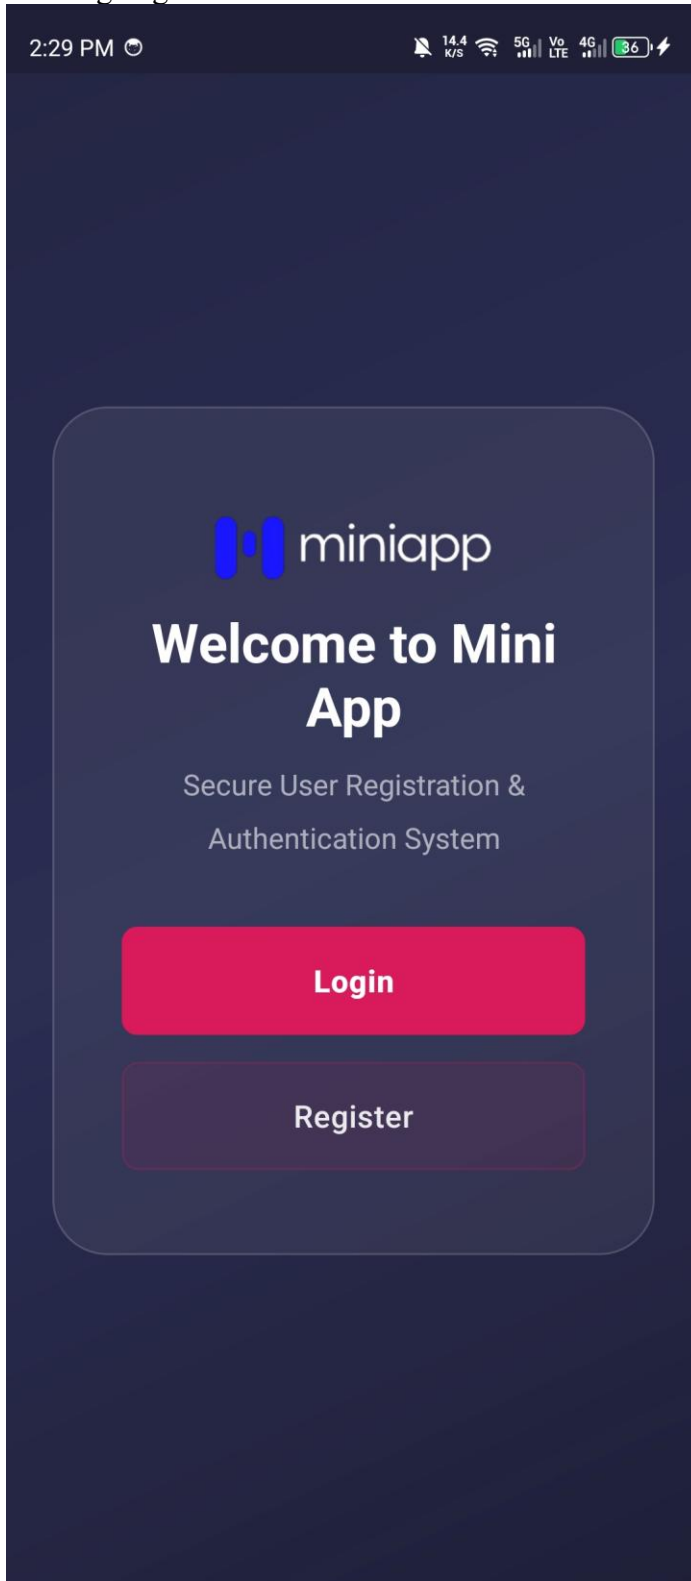 2:29 PM 14.4 K/S 5G Vo LTE 4G 36
miniapp
Welcome to Mini
App
Secure User Registration &
Authentication System
Login
Register